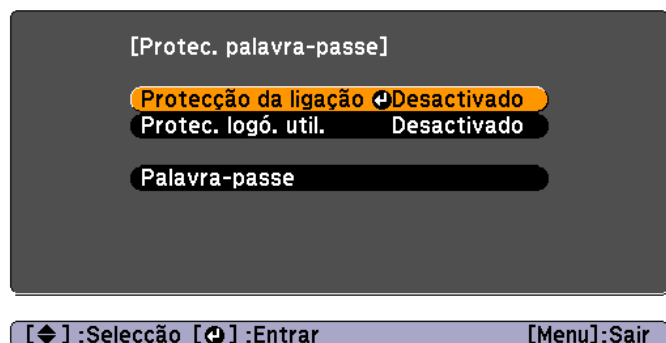 [Protec. palavra-passe]
Protecção da ligação Desactivado
Protec. logó. util. Desactivado
Palavra-passe
[ ] :Selecção [ ] :Entrar [Menu]:Sair